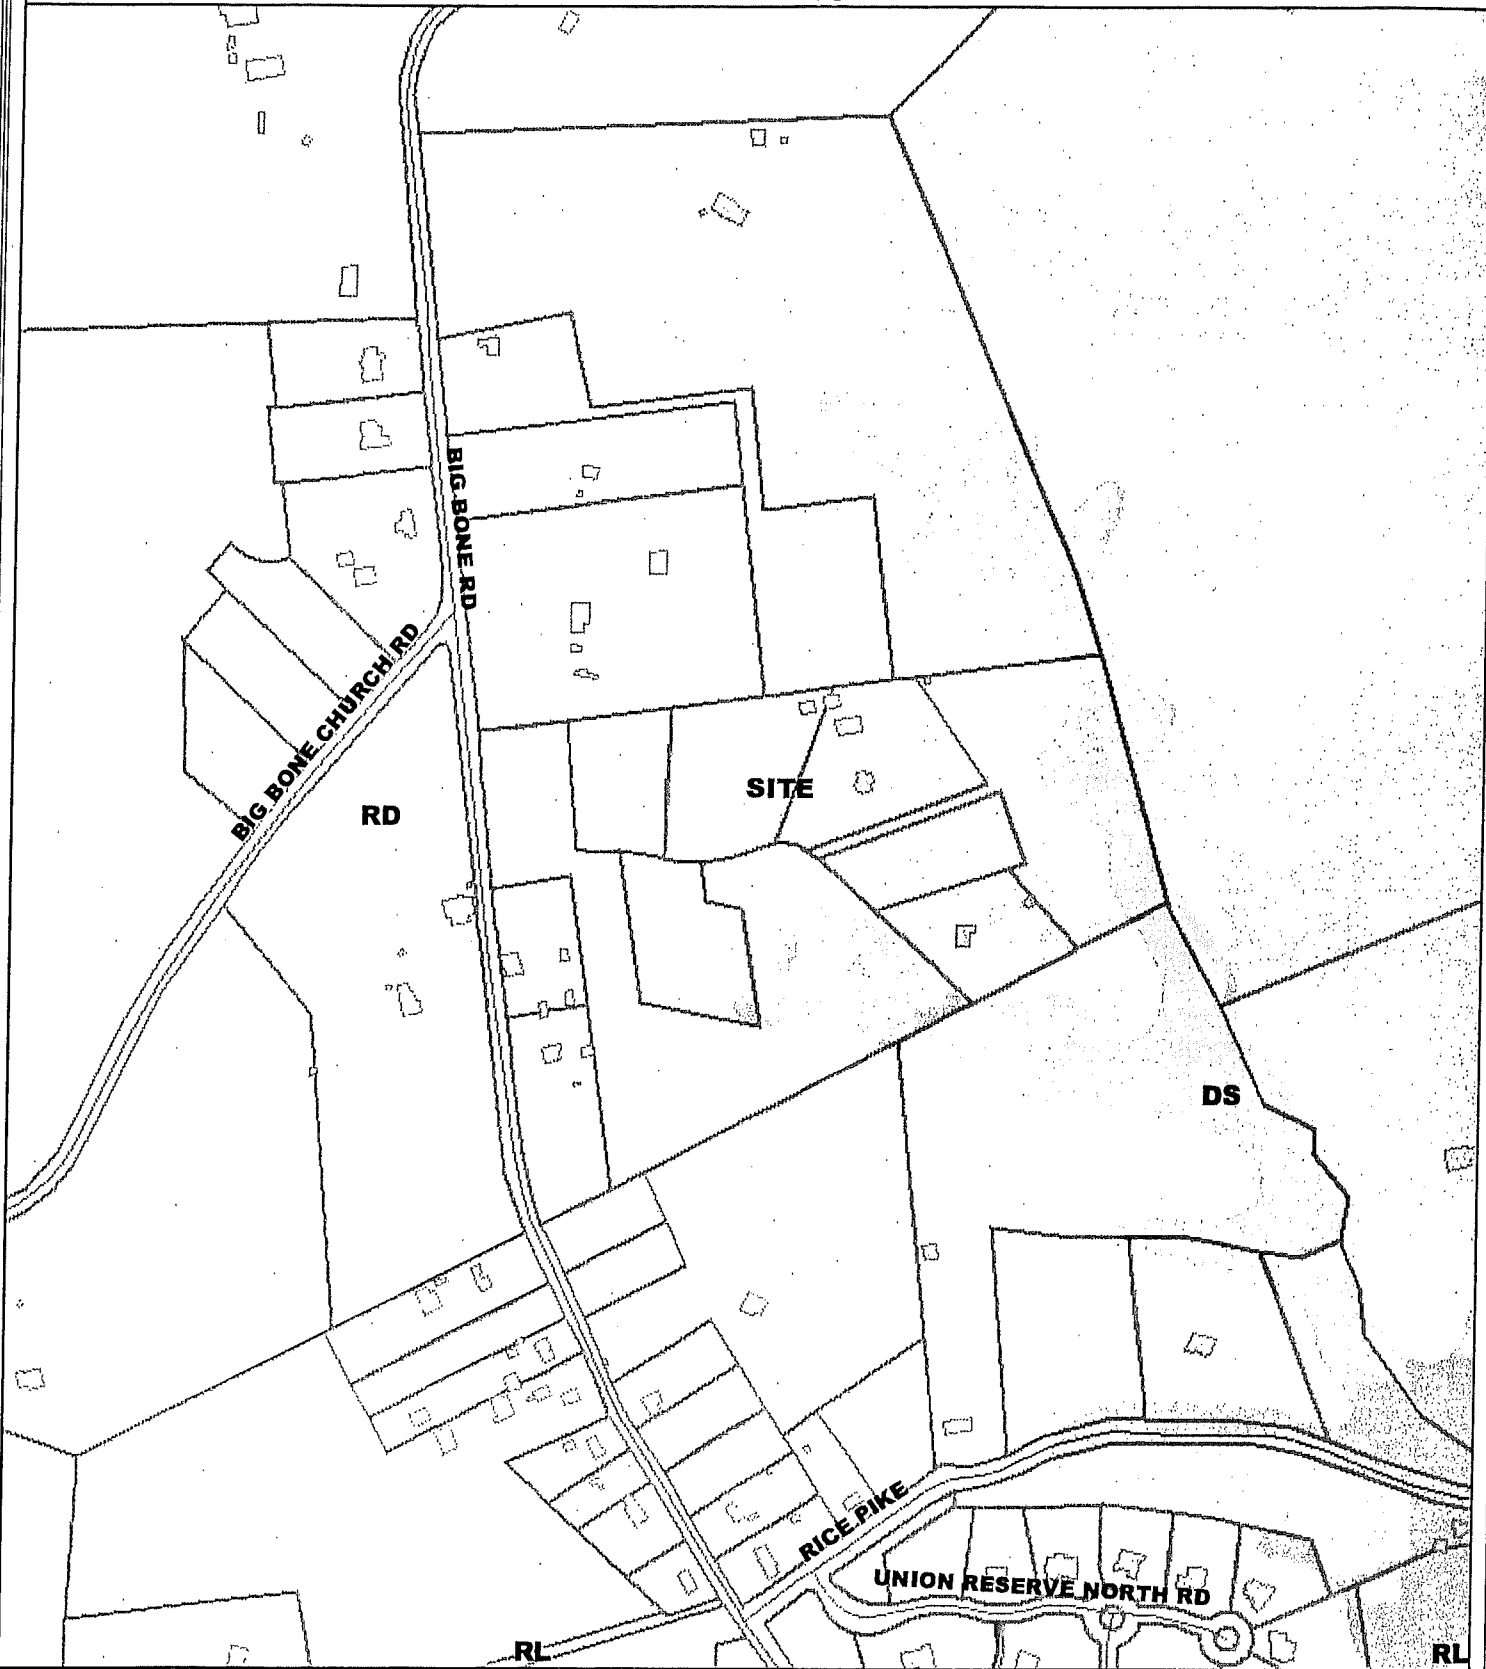 BIG BONE RD
BIG BONE CHURCH RD
SITE
RD
DS
RICE PIKE
UNION RESERVE NORTH RD
RL
RL